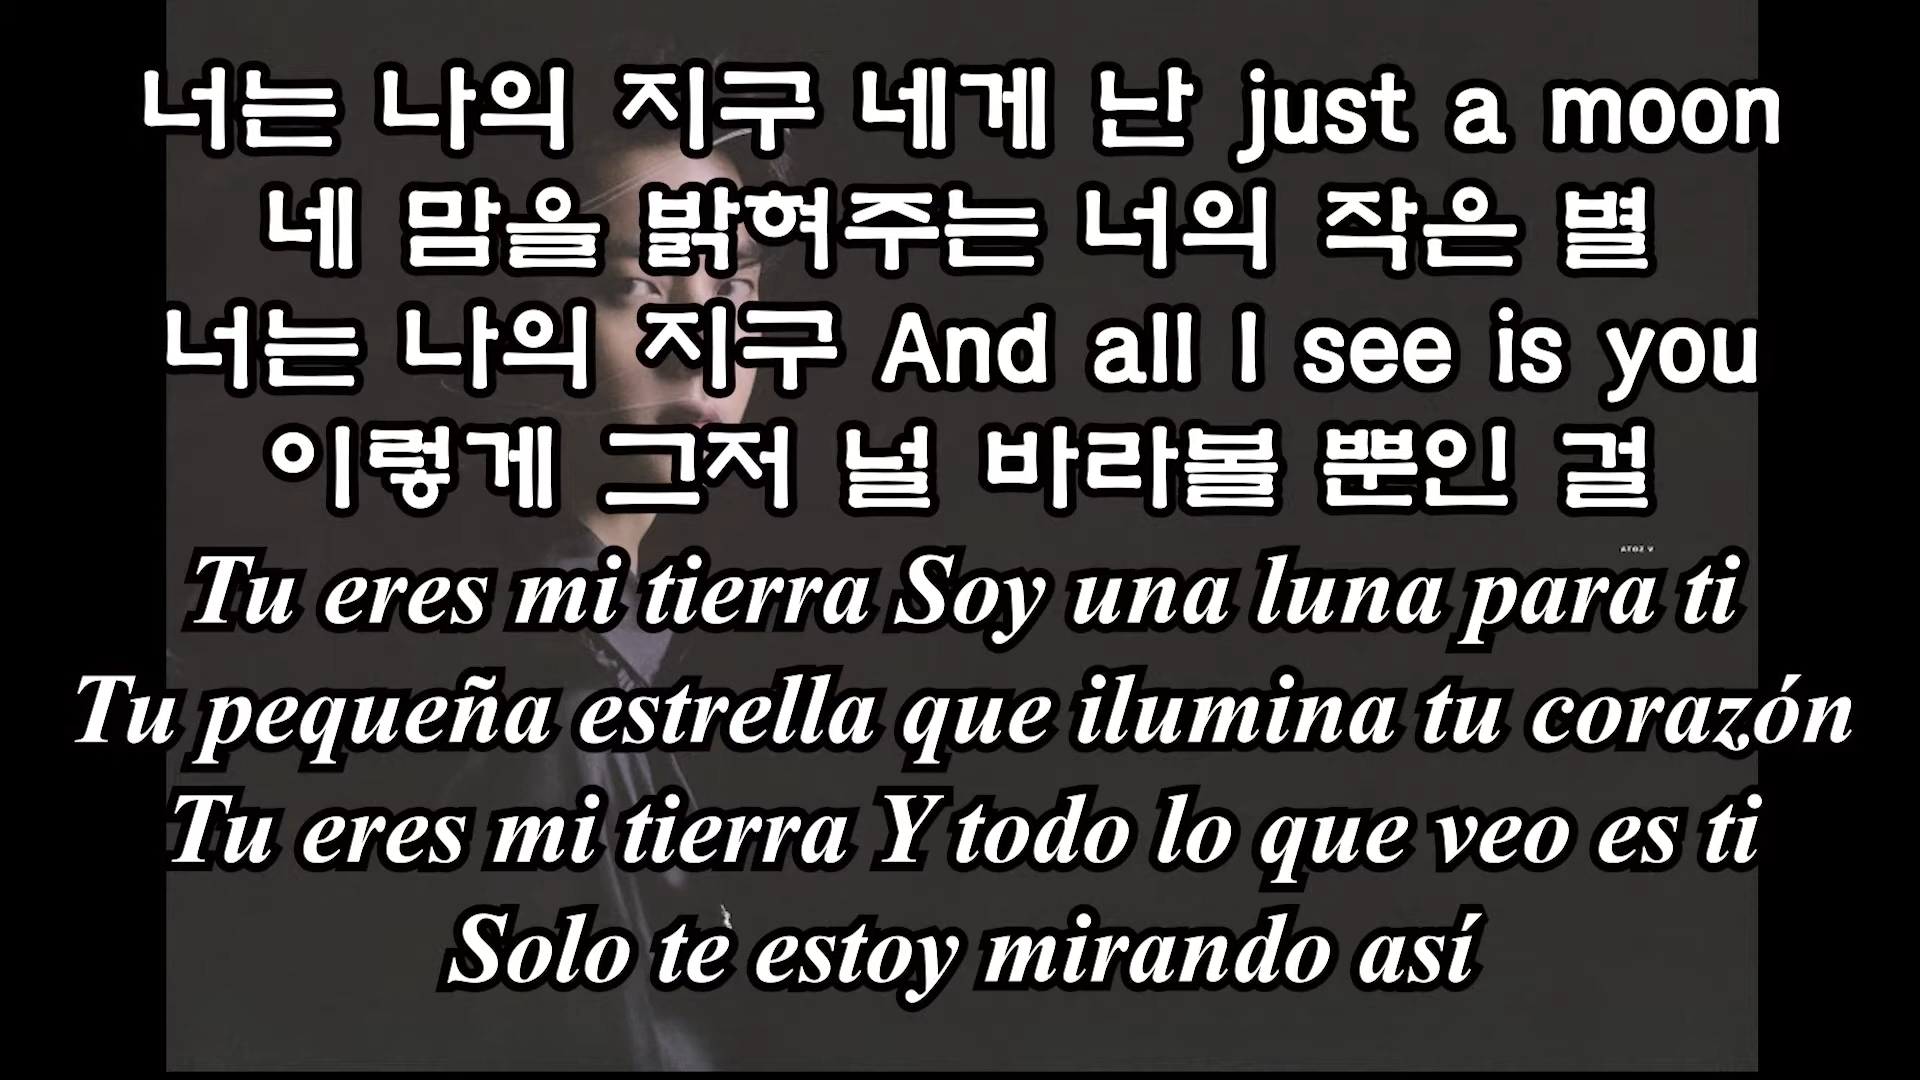 너는 나의 지구 네게 난 just a moon
네 맘을 밝혀주는 너의 작은 별
너는 나의 지구 And all I see is you
이렇게 그저 널 바라볼 뿐인 걸
ATOZ V
Tu eres mi tierra Soy una luna para ti
Tu pequeña estrella que ilumina tu corazón
Tu eres mi tierra Y todo lo que veo es ti
Solo te estoy mirando así